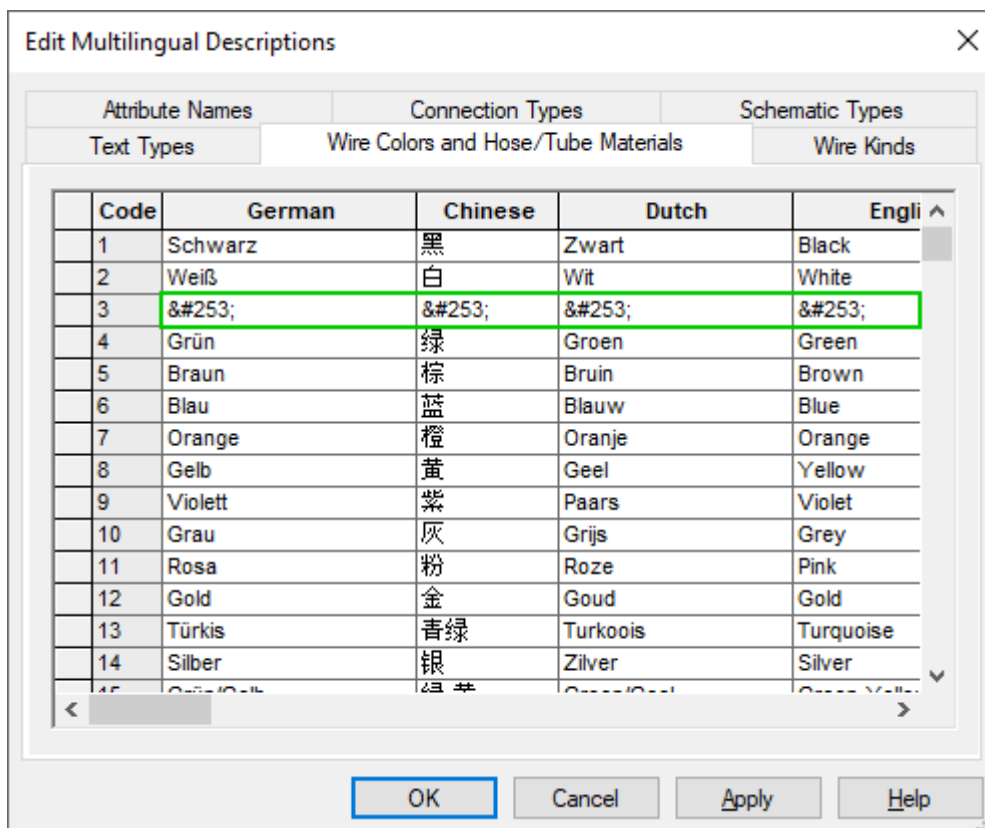 Edit Multilingual Descriptions
Attribute Names Connection Types Schematic Types
Text Types Wire Colors and Hose/Tube Materials Wire Kinds
Code German Chinese Dutch Engli
1 Schwarz 黑 Zwart Black
2 Weiß 白 Wit White
3 &#253; &#253; &#253; &#253;
4 Grün 绿 Groen Green
5 Braun 棕 Bruin Brown
6 Blau 蓝 Blauw Blue
7 Orange 橙 Oranje Orange
8 Gelb 黄 Geel Yellow
9 Violett 紫 Paars Violet
10 Grau 灰 Grijs Grey
11 Rosa 粉 Roze Pink
12 Gold 金 Goud Gold
13 Türkis 青绿 Turkoois Turquoise
14 Silber 银 Zilver Silver
OK Cancel Apply Help